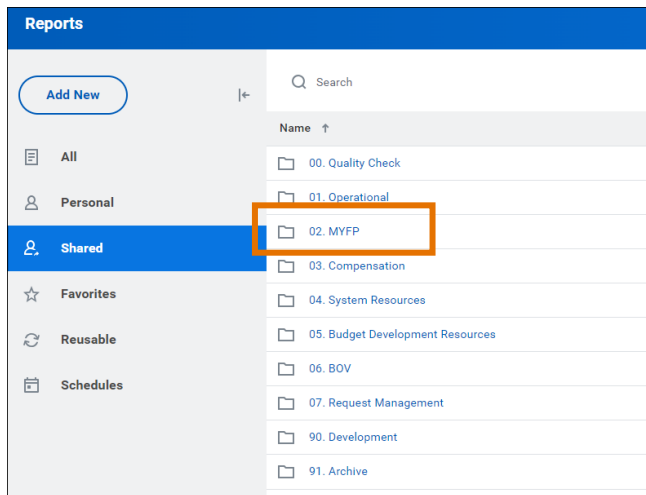 Reports
Add New
All
Personal
Shared
Favorites
Reusable
Schedules
Search
Name
00. Quality Check
01. Operational
02. MYFP
03. Compensation
04. System Resources
05. Budget Development Resources
06. BOV
07. Request Management
90. Development
91. Archive